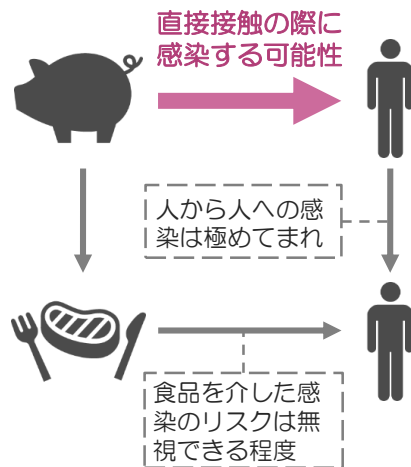 直接接触の際に
感染する可能性
人から人への感
染は極めてまれ
食品を介した感
染のリスクは無
視できる程度